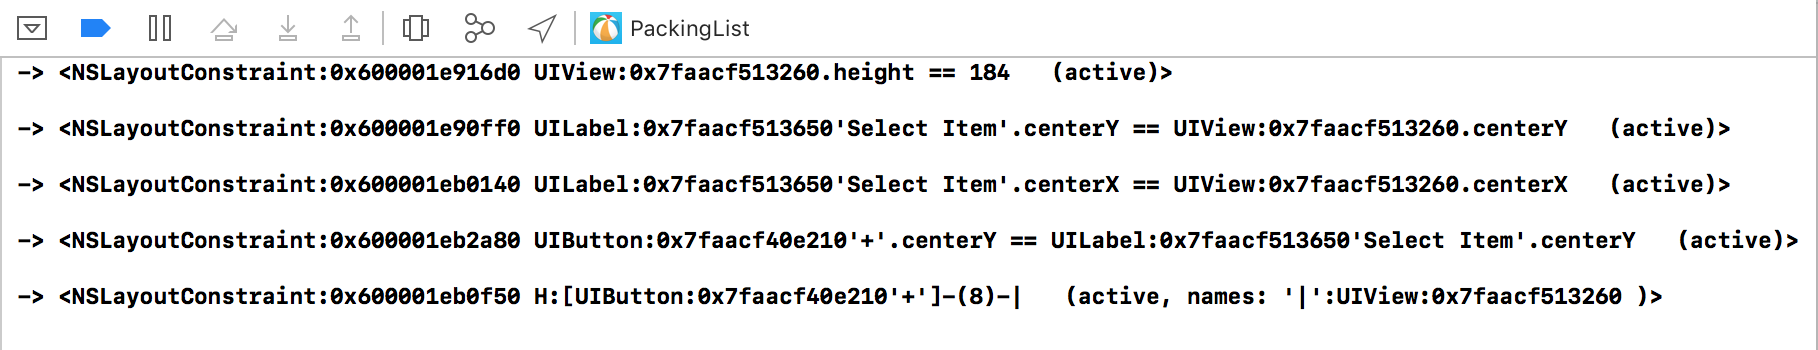 PackingList
-> <NSLayoutConstraint:0x600001e916d0 UIView:0x7faacf513260.height == 184   (active)>
-> <NSLayoutConstraint:0x600001e90ff0 UILabel:0x7faacf513650'Select Item'.centerY == UIView:0x7faacf513260.centerY   (active)>
-> <NSLayoutConstraint:0x600001eb0140 UILabel:0x7faacf513650'Select Item'.centerX == UIView:0x7faacf513260.centerX   (active)>
-> <NSLayoutConstraint:0x600001eb2a80 UIButton:0x7faacf40e210'+'.centerY == UILabel:0x7faacf513650'Select Item'.centerY   (active)>
-> <NSLayoutConstraint:0x600001eb0f50 H:[UIButton:0x7faacf40e210'+']-(8)-|   (active, names: '|':UIView:0x7faacf513260 )>